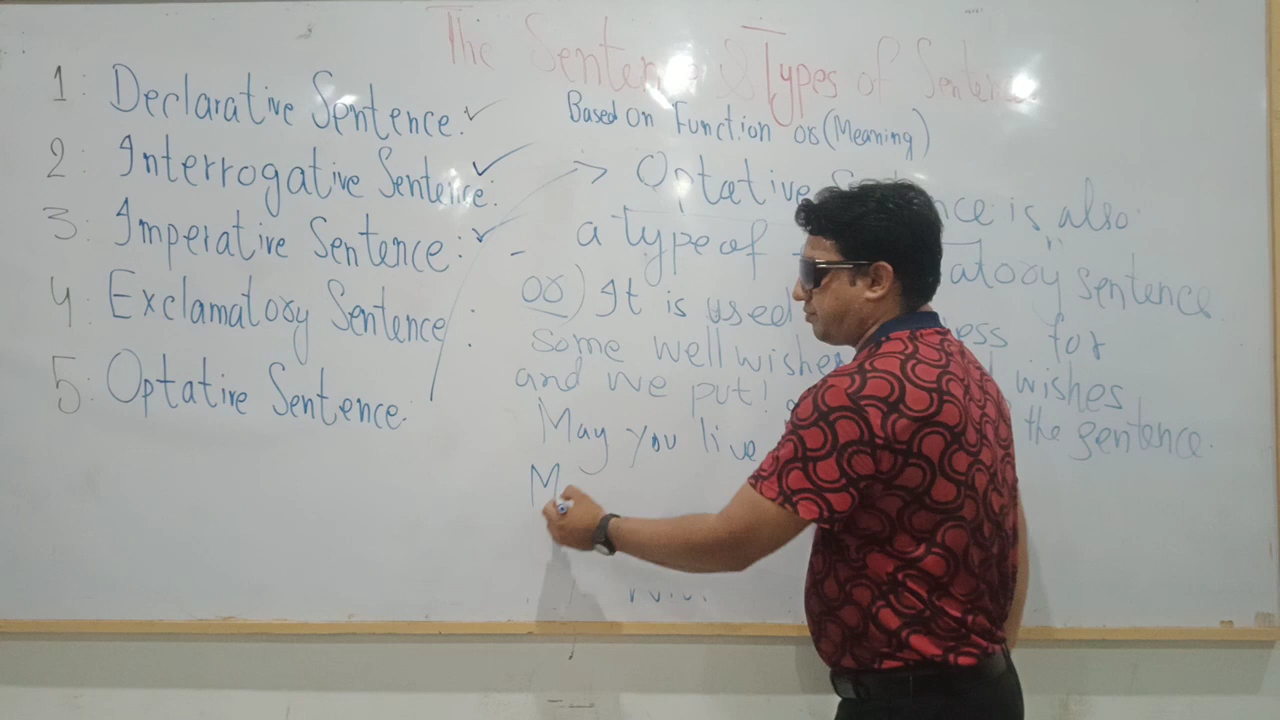 The Sentence & Types of Sentence
Based on Function or (Meaning)
1: Declarative Sentence:
2: Interrogative Sentence:
3: Imperative Sentence:
4: Exclamatory Sentence:
5: Optative Sentence:
-> Optative Sentence is also
a type of atory sentence
or) It is used ess for
some well wishes wishes
and we put! the sentence.
May you live
M